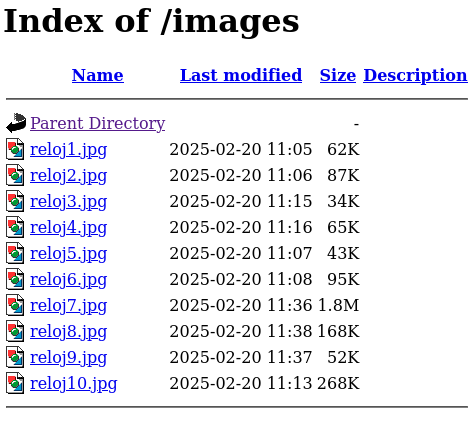 Index of /images
Name Last modified Size Description
Parent Directory -
reloj1.jpg 2025-02-20 11:05 62K
reloj2.jpg 2025-02-20 11:06 87K
reloj3.jpg 2025-02-20 11:15 34K
reloj4.jpg 2025-02-20 11:16 65K
reloj5.jpg 2025-02-20 11:07 43K
reloj6.jpg 2025-02-20 11:08 95K
reloj7.jpg 2025-02-20 11:36 1.8M
reloj8.jpg 2025-02-20 11:38 168K
reloj9.jpg 2025-02-20 11:37 52K
reloj10.jpg 2025-02-20 11:13 268K